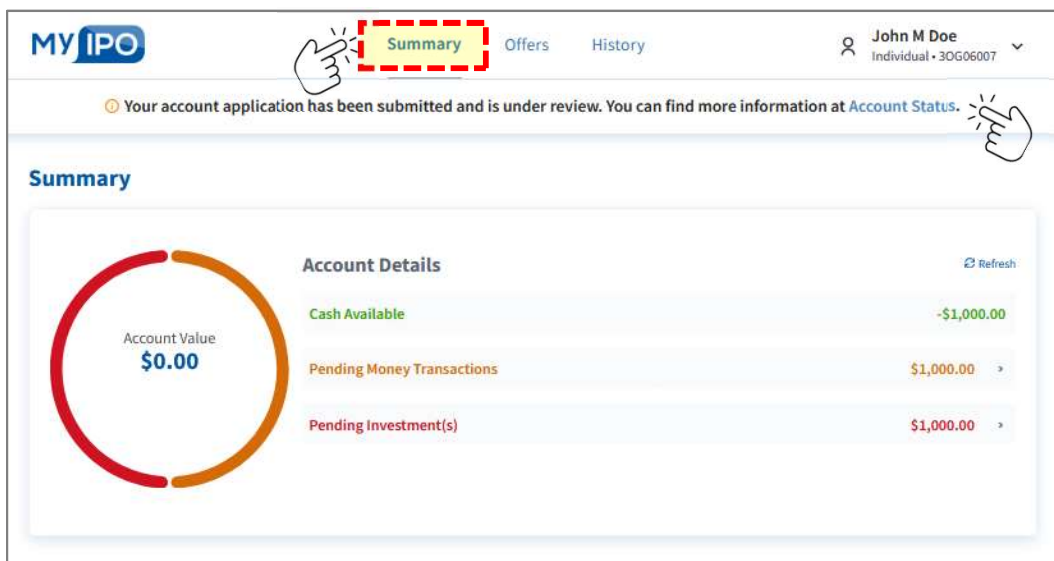 MY IPO
Summary
Offers
History
John M Doe
Individual • 3OG06007
Your account application has been submitted and is under review. You can find more information at Account Status.
Summary
Account Value
$0.00
Account Details
Refresh
Cash Available
-$1,000.00
Pending Money Transactions
$1,000.00
Pending Investment(s)
$1,000.00